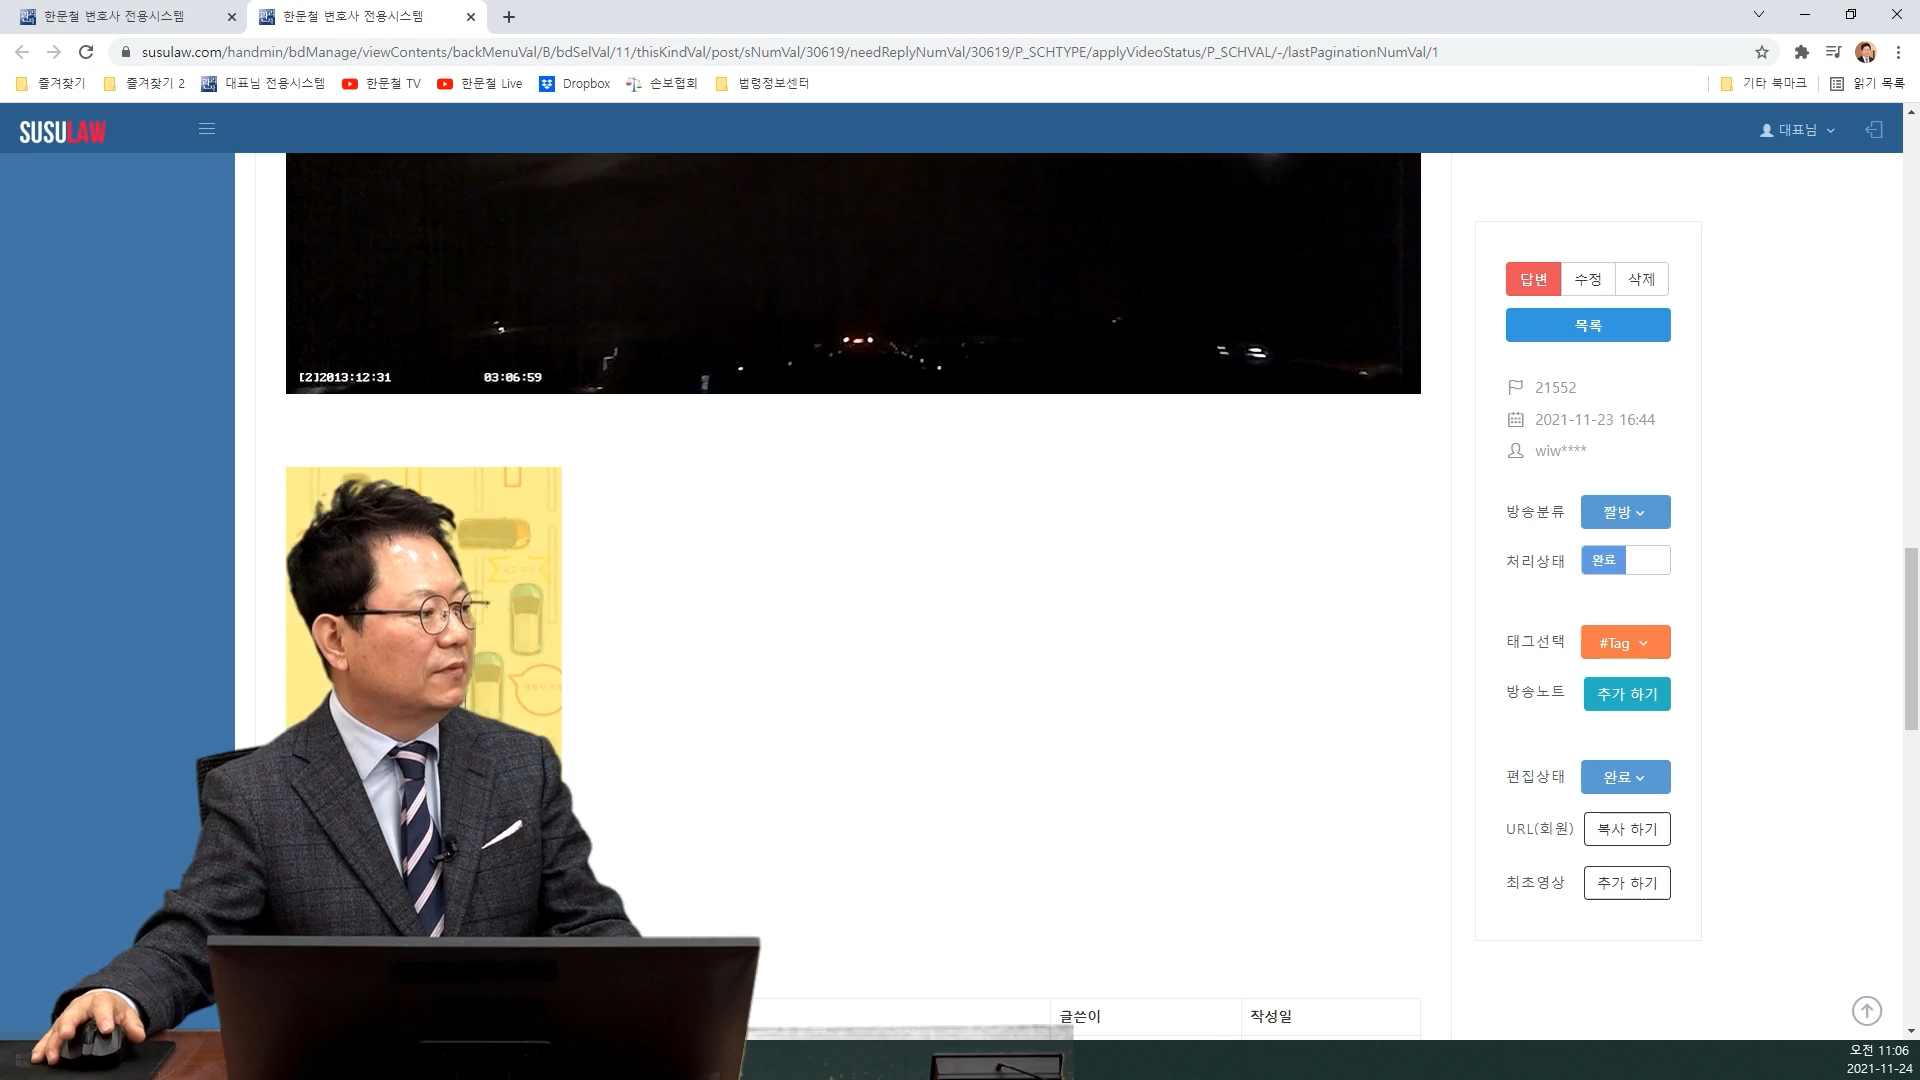 한문철 변호사 전용시스템
한문철 변호사 전용시스템
susulaw.com/handmin/bdManage/viewContents/backMenuVal/B/bdSelVal/11/thisKindVal/post/sNumVal/30619/needReplyNumVal/30619/P_SCHTYPE/applyVideoStatus/P_SCHVAL/-/lastPaginationNumVal/1
즐겨찾기
즐겨찾기 2
대표님 전용시스템
한문철 TV
한문철 Live
Dropbox
손보협회
법령정보센터
기타 북마크
읽기 목록
SUSULAW
대표님
[2]2013:12:31 03:06:59
답변 수정 삭제
목록
21552
2021-11-23 16:44
wiw****
방송분류 짤방
처리상태 완료
태그선택 #Tag
방송노트 추가 하기
편집상태 완료
URL(회원) 복사 하기
최초영상 추가 하기
글쓴이 작성일
오전 11:06
2021-11-24